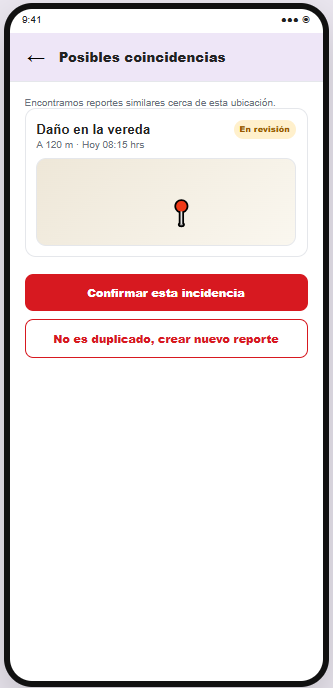 9:41
← Posibles coincidencias
Encontramos reportes similares cerca de esta ubicación.
Daño en la vereda
En revisión
A 120 m · Hoy 08:15 hrs
Confirmar esta incidencia
No es duplicado, crear nuevo reporte